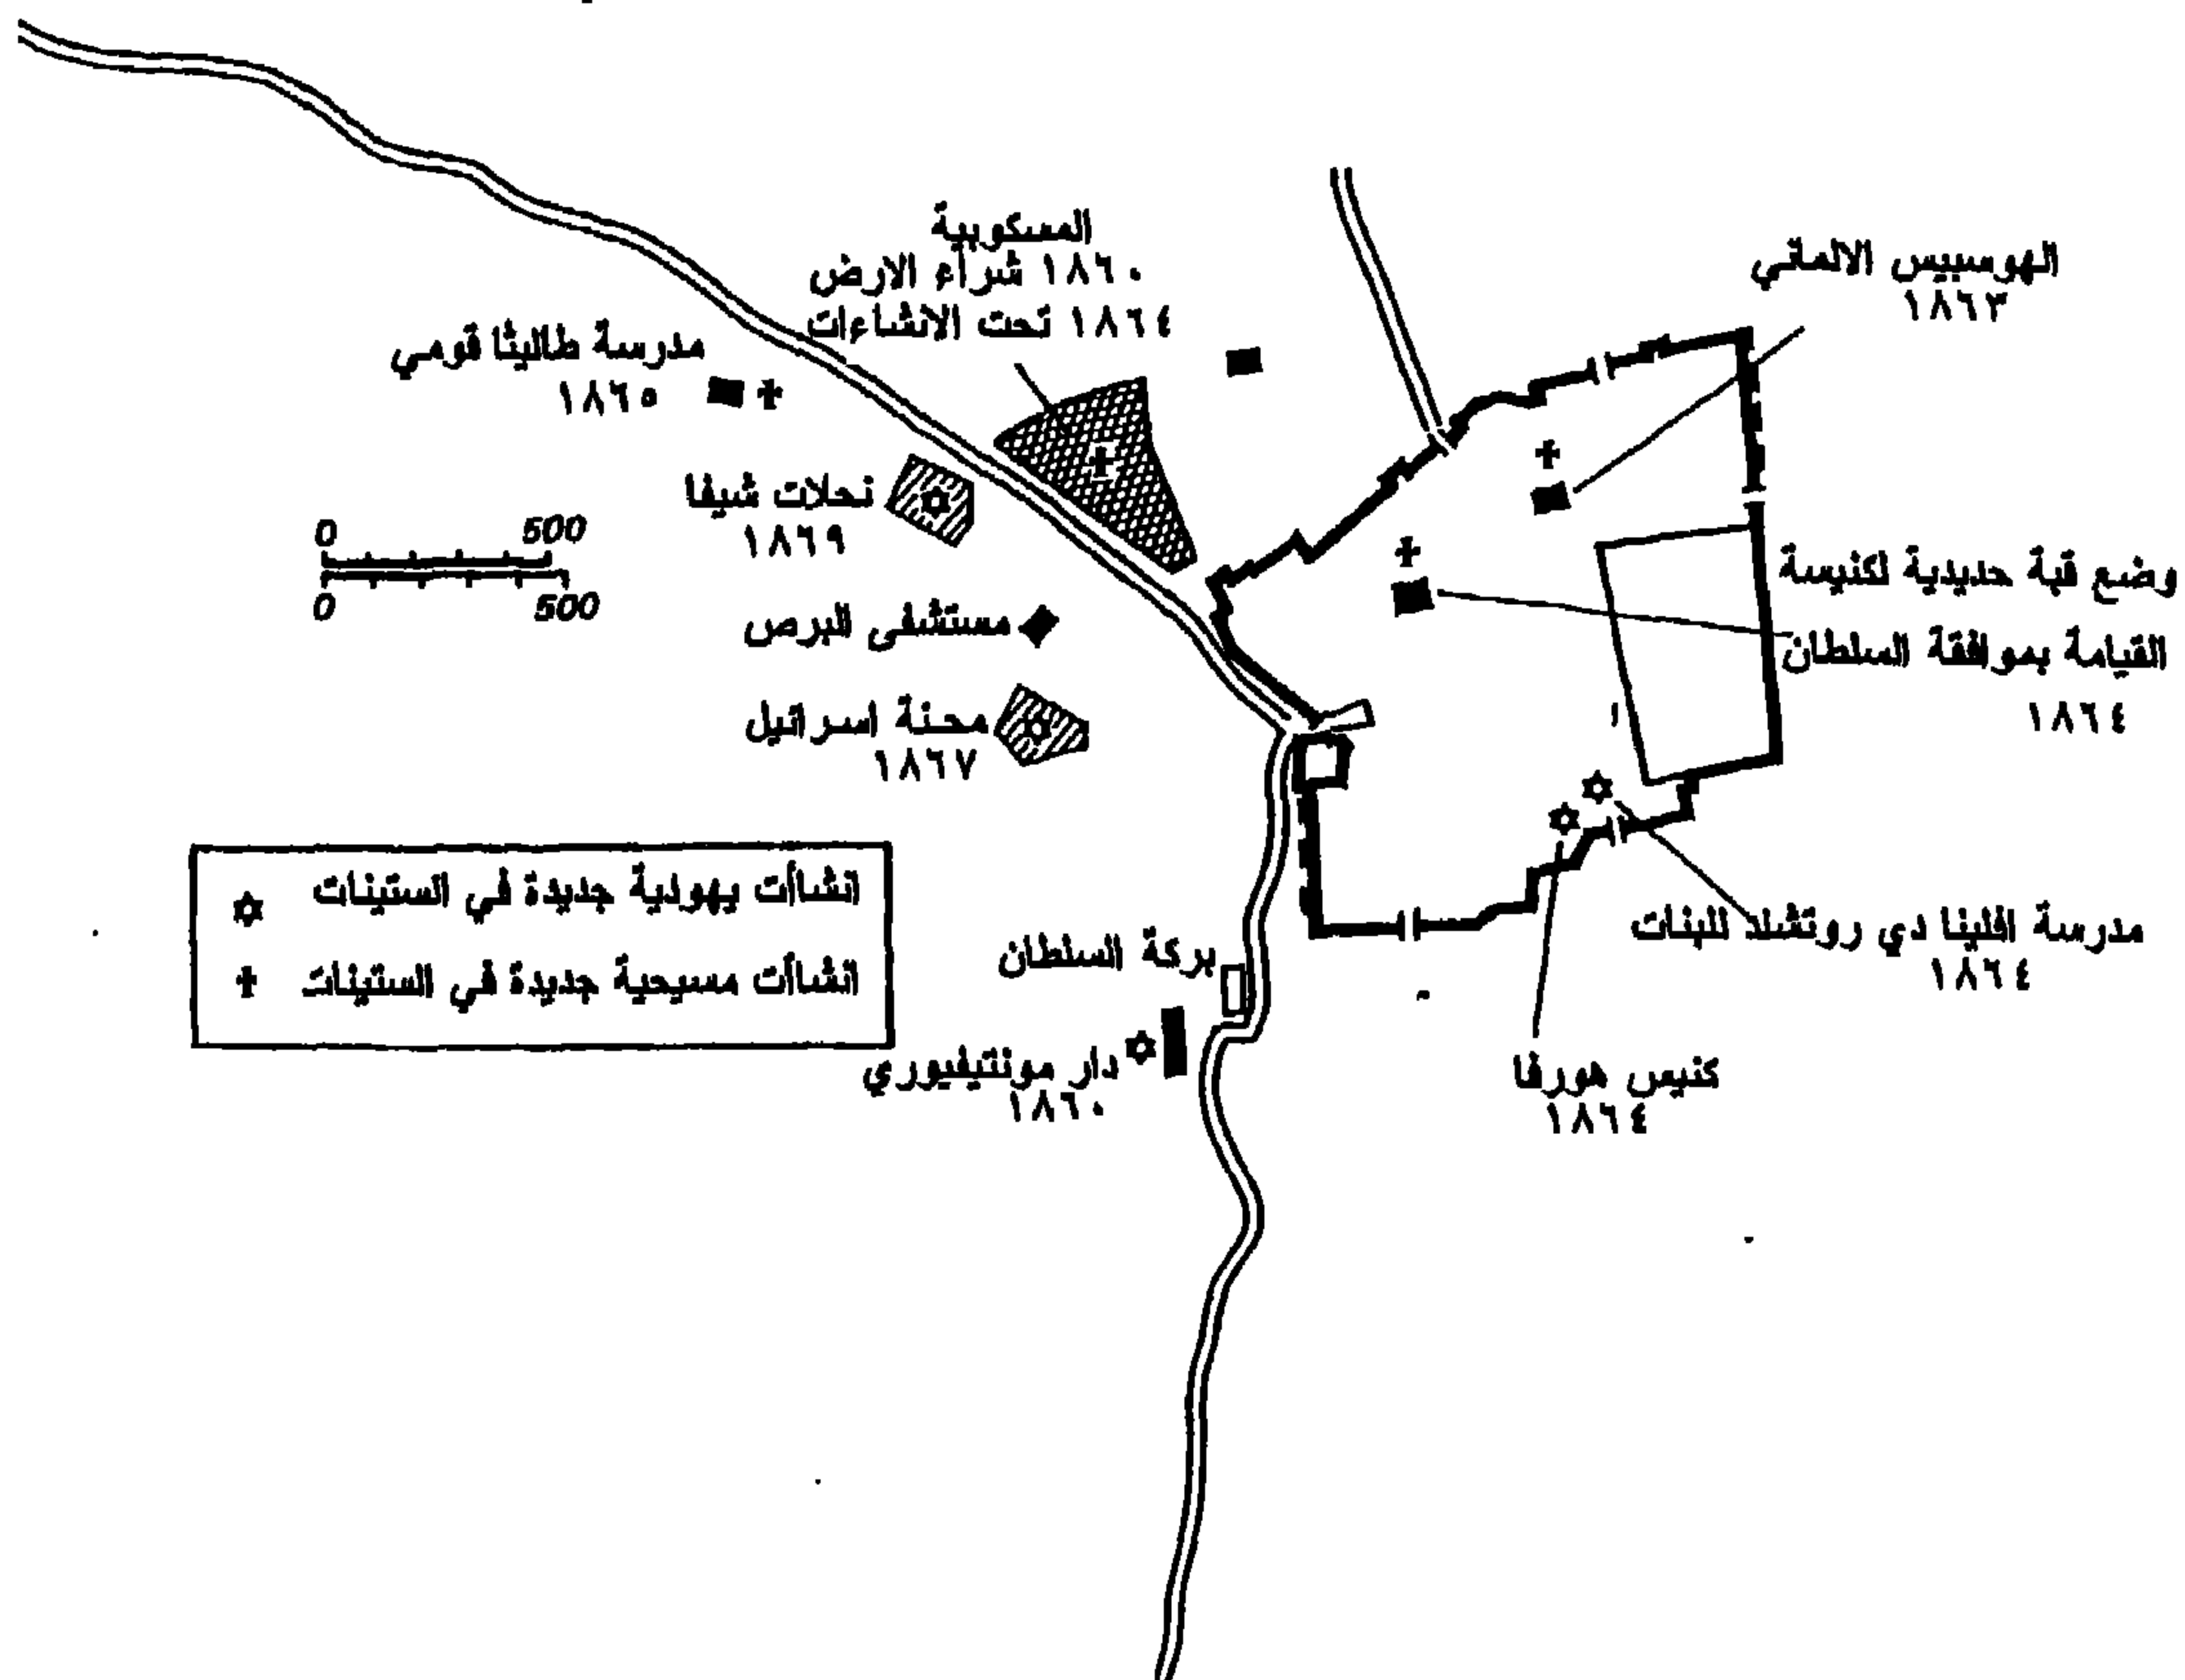 المسكوبية
١٨٦٠ شراء الارض
١٨٦٤ تحت الانشاءات
الهوسبيس الالماني
١٨٦٣
مدرسة طاليثا قومي
١٨٦٥
نحلات شيفا
١٨٦٩
0 500
0 500
وضع قبة حديدية لكنيسة
القيامة بموافقة السلطان
١٨٦٤
مستشفى البرص
محنة اسرائيل
١٨٦٧
انشاأت يهودية جديدة في الستينات
انشاأت مسيحية جديدة في الستينات
مدرسة افلينا دي روتشلد للبنات
١٨٦٤
بركة السلطان
دار مونتيفيوري
١٨٦٠
كنيس هورفا
١٨٦٤